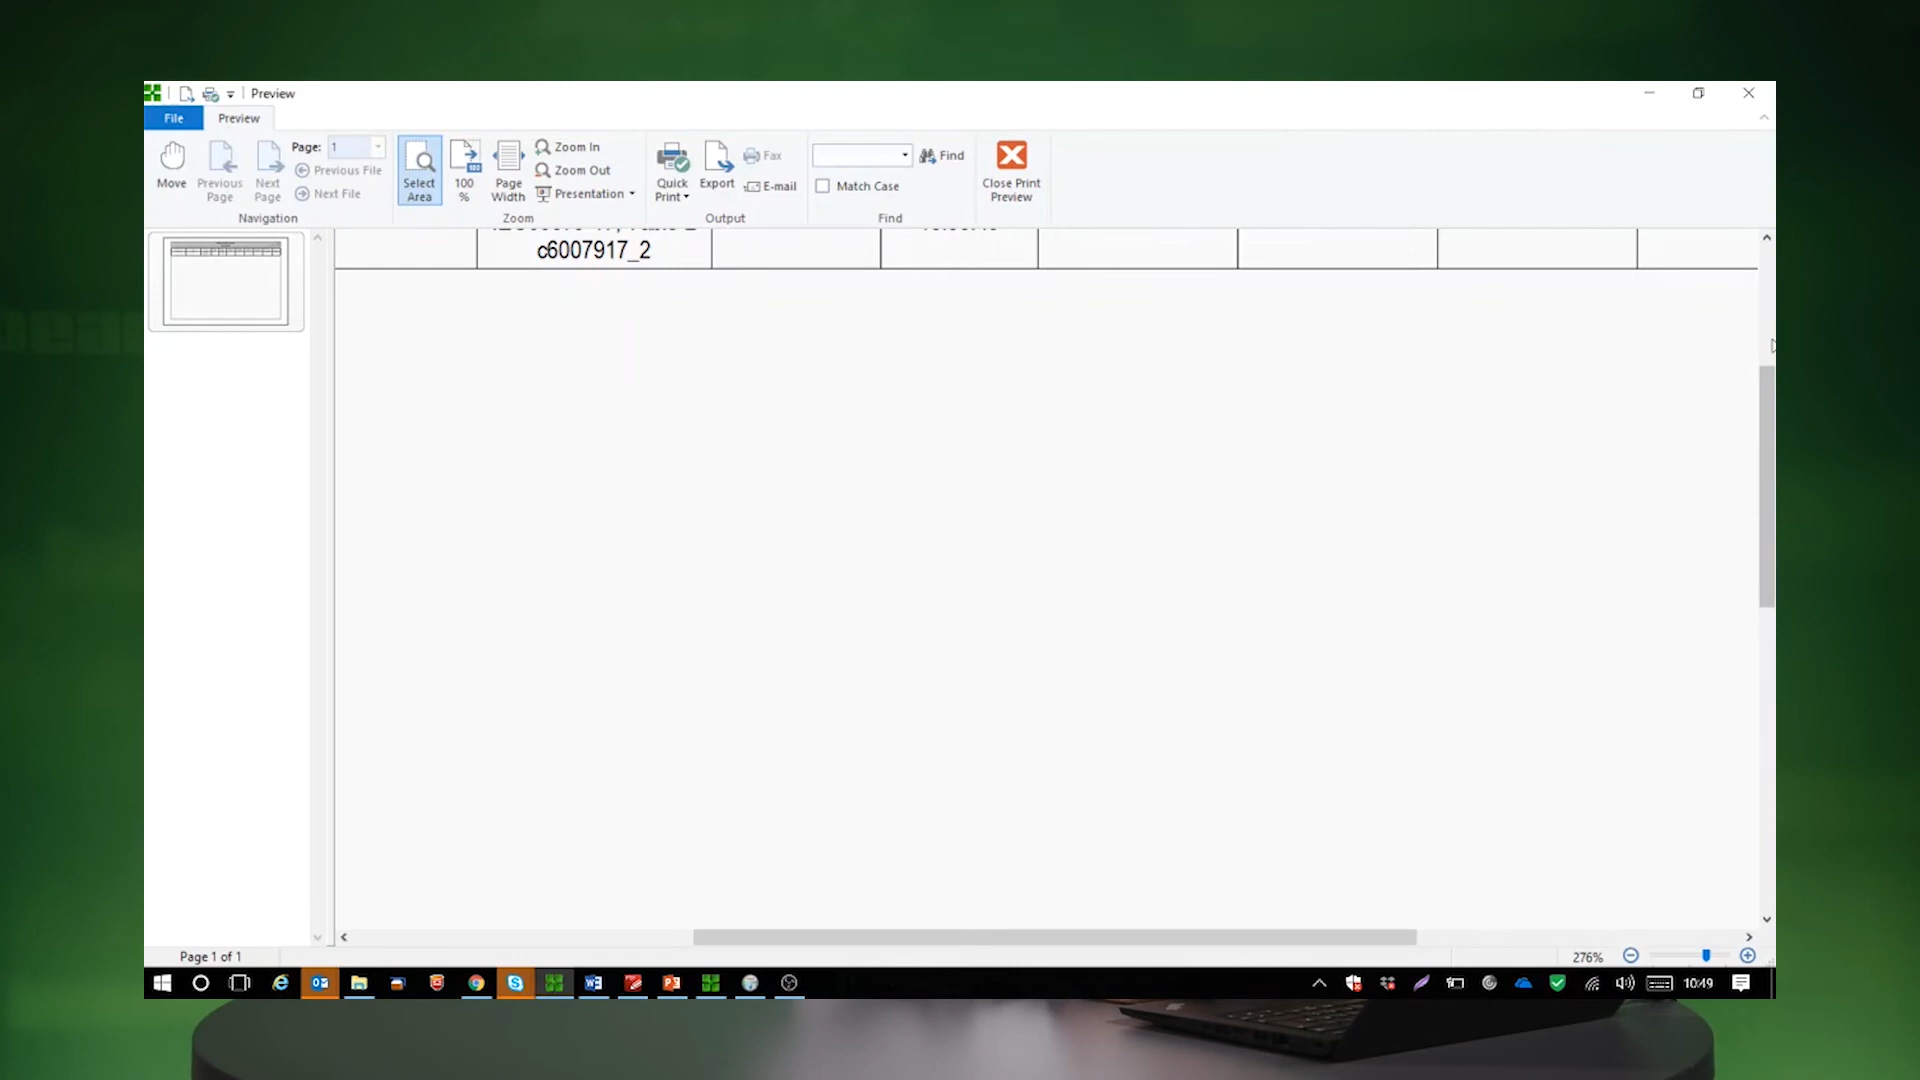 Preview
File
Preview
Move
Previous Page
Next Page
Page: 1
Previous File
Next File
Navigation
Select Area
100 %
Page Width
Zoom In
Zoom Out
Presentation
Zoom
Quick Print
Export
Fax
E-mail
Output
Find
Match Case
Find
Close Print Preview
c6007917_2
Page 1 of 1
276%
10:49